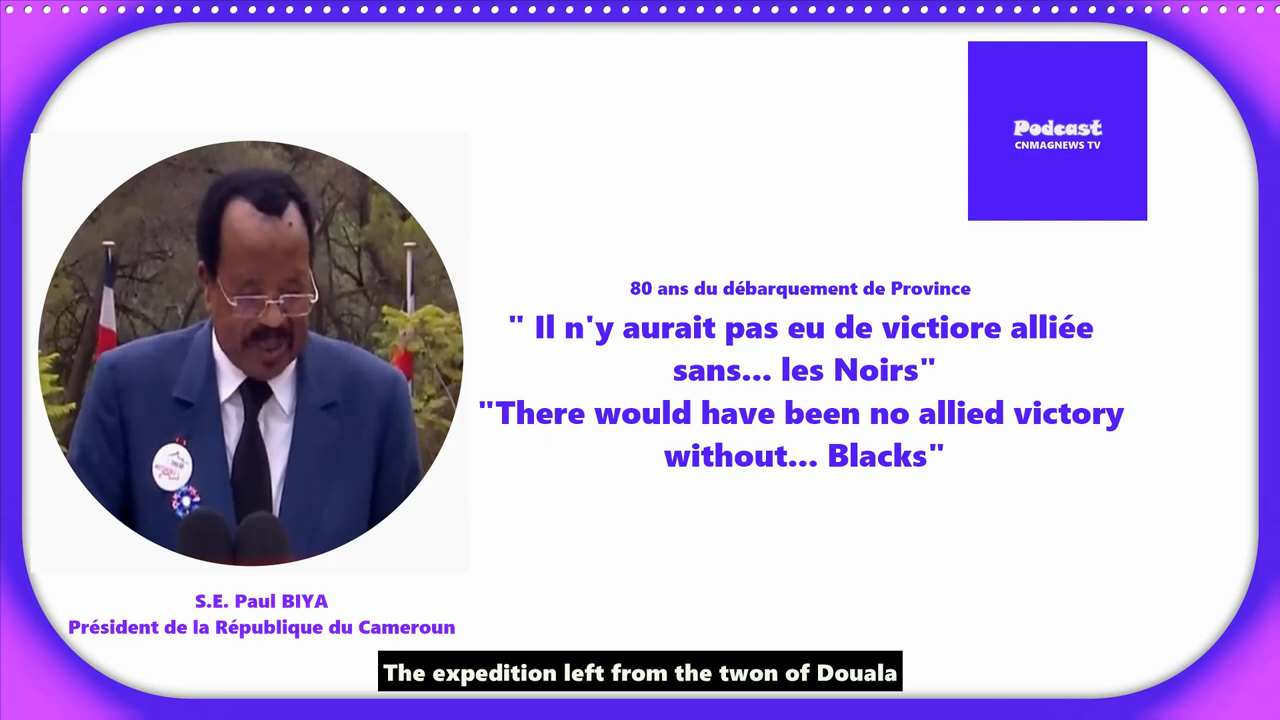 Podcast
CNMAGNEWS TV
80 ans du débarquement de Province
" Il n'y aurait pas eu de victiore alliée
sans... les Noirs"
"There would have been no allied victory
without... Blacks"
S.E. Paul BIYA
Président de la République du Cameroun
The expedition left from the twon of Douala